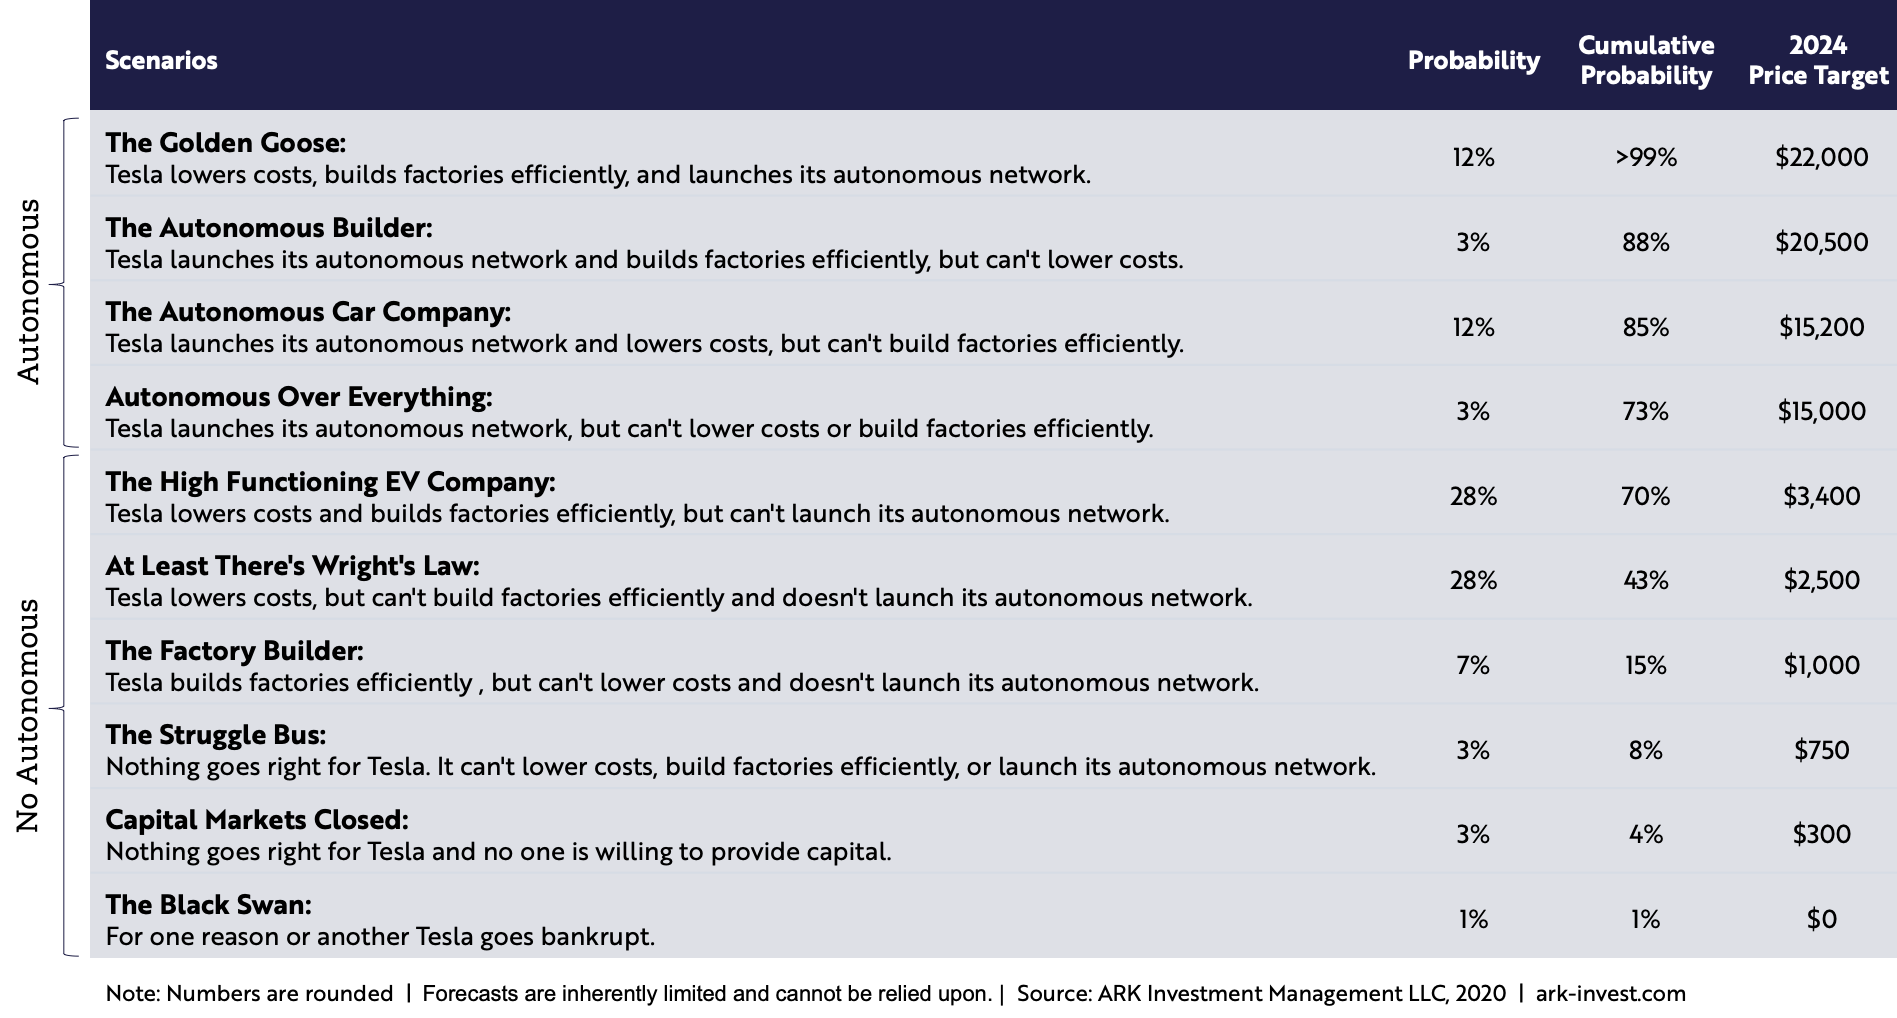 Scenarios
Probability
Cumulative
Probability
2024
Price Target
Autonomous
The Golden Goose:
Tesla lowers costs, builds factories efficiently, and launches its autonomous network.
12%
>99%
$22,000
The Autonomous Builder:
Tesla launches its autonomous network and builds factories efficiently, but can't lower costs.
3%
88%
$20,500
The Autonomous Car Company:
Tesla launches its autonomous network and lowers costs, but can't build factories efficiently.
12%
85%
$15,200
Autonomous Over Everything:
Tesla launches its autonomous network, but can't lower costs or build factories efficiently.
3%
73%
$15,000
No Autonomous
The High Functioning EV Company:
Tesla lowers costs and builds factories efficiently, but can't launch its autonomous network.
28%
70%
$3,400
At Least There's Wright's Law:
Tesla lowers costs, but can't build factories efficiently and doesn't launch its autonomous network.
28%
43%
$2,500
The Factory Builder:
Tesla builds factories efficiently , but can't lower costs and doesn't launch its autonomous network.
7%
15%
$1,000
The Struggle Bus:
Nothing goes right for Tesla. It can't lower costs, build factories efficiently, or launch its autonomous network.
3%
8%
$750
Capital Markets Closed:
Nothing goes right for Tesla and no one is willing to provide capital.
3%
4%
$300
The Black Swan:
For one reason or another Tesla goes bankrupt.
1%
1%
$0
Note: Numbers are rounded | Forecasts are inherently limited and cannot be relied upon. | Source: ARK Investment Management LLC, 2020 | ark-invest.com